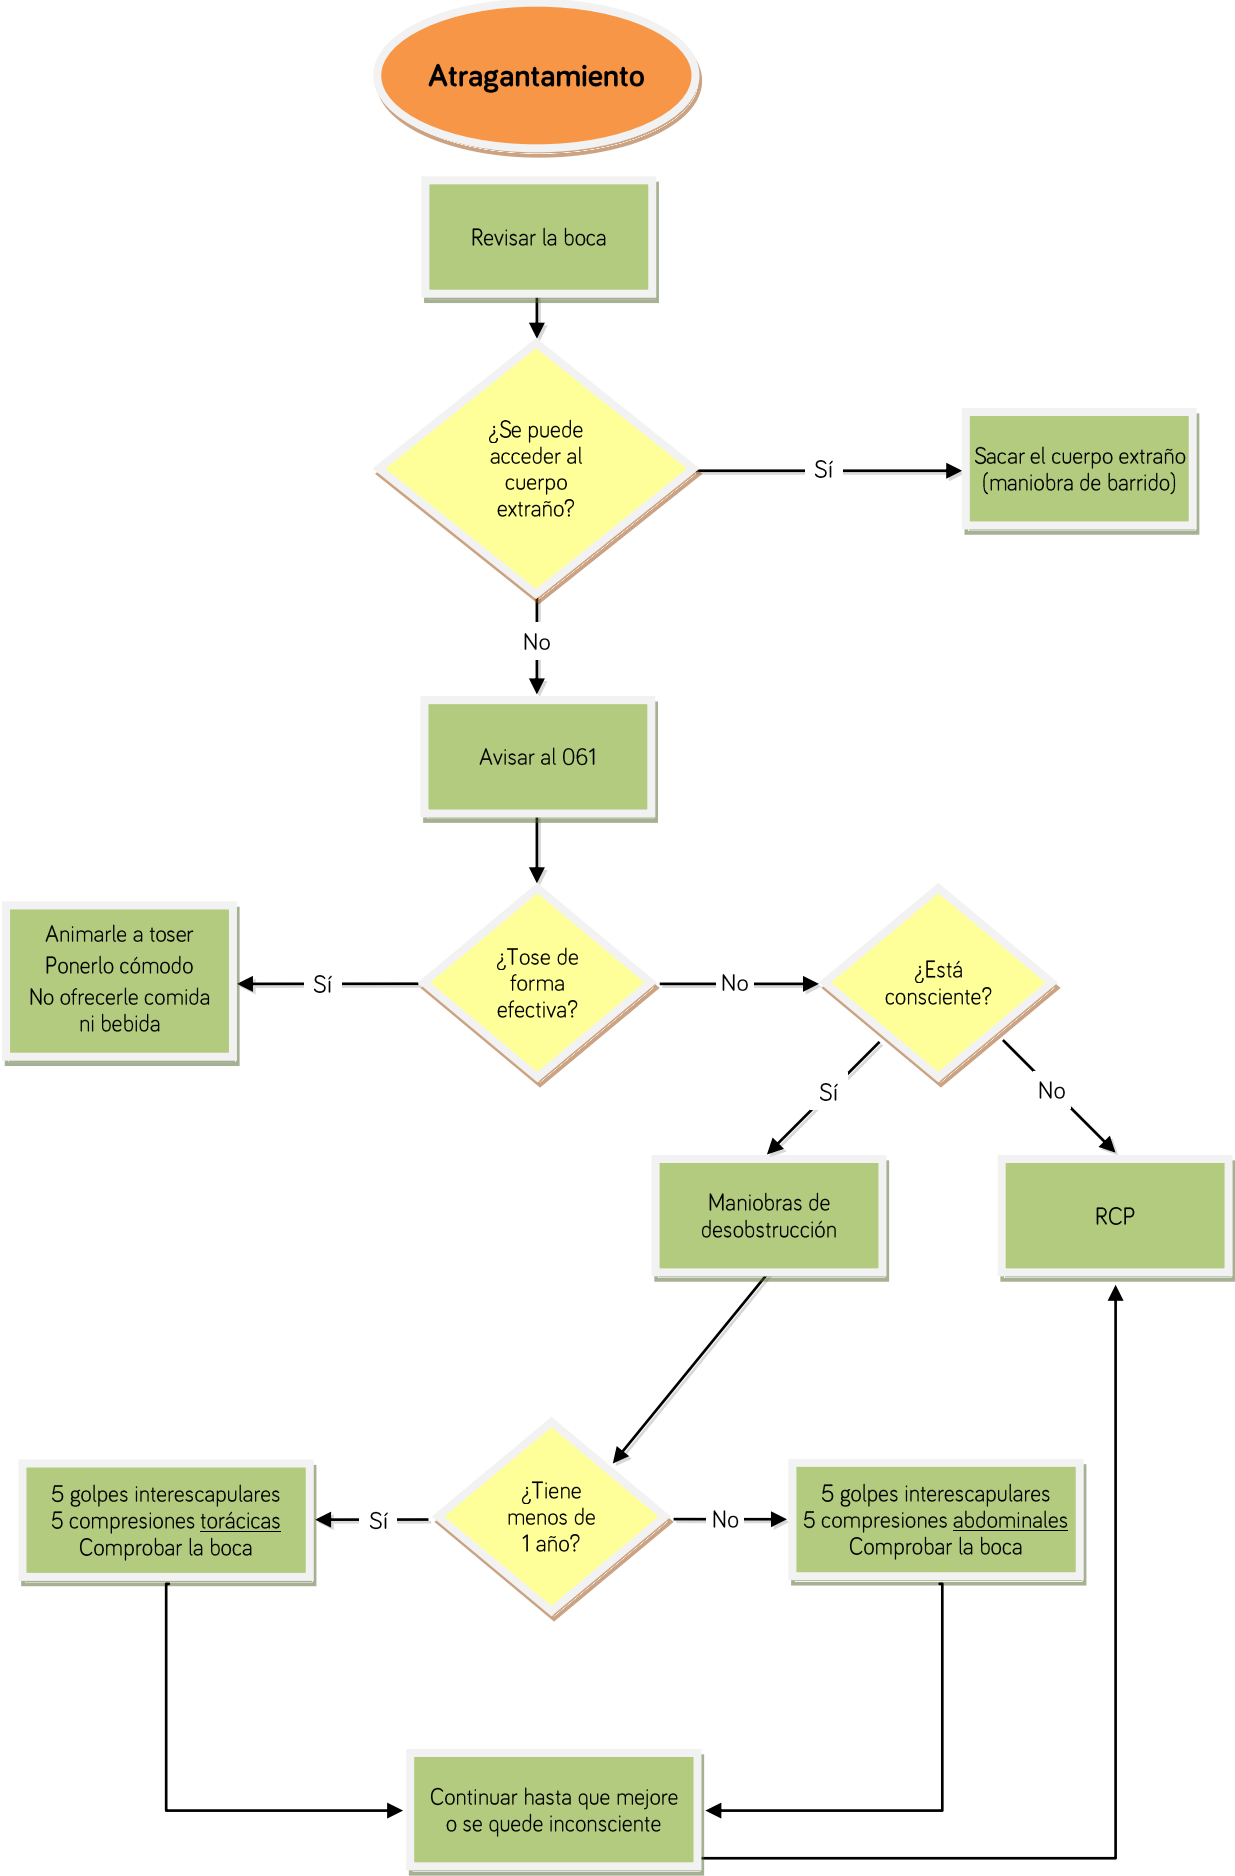 Atragantamiento
Revisar la boca
¿Se puede
acceder al
cuerpo
extraño?
Sí
Sacar el cuerpo extraño
(maniobra de barrido)
No
Avisar al 061
Animarle a toser
Ponerlo cómodo
No ofrecerle comida
ni bebida
Sí
¿Tose de
forma
efectiva?
No
¿Está
consciente?
Sí
No
Maniobras de
desobstrucción
RCP
5 golpes interescapulares
5 compresiones torácicas
Comprobar la boca
Sí
¿Tiene
menos de
1 año?
No
5 golpes interescapulares
5 compresiones abdominales
Comprobar la boca
Continuar hasta que mejore
o se quede inconsciente